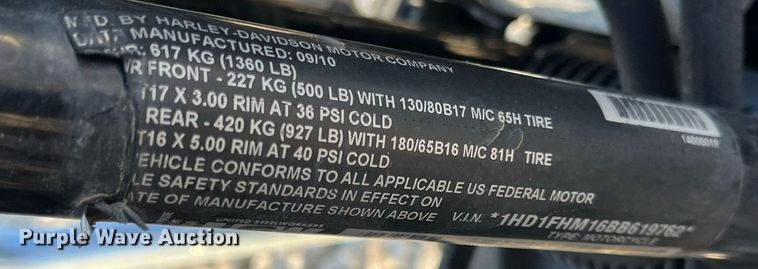 MFD. BY HARLEY-DAVIDSON MOTOR COMPANY
DATE MANUFACTURED: 09/10
617 KG (1360 LB)
FRONT - 227 KG (500 LB) WITH 130/80B17 M/C 65H TIRE
T17 X 3.00 RIM AT 36 PSI COLD
REAR - 420 KG (927 LB) WITH 180/65B16 M/C 81H TIRE
T16 X 5.00 RIM AT 40 PSI COLD
EHICLE CONFORMS TO ALL APPLICABLE US FEDERAL MOTOR
LE SAFETY STANDARDS IN EFFECT ON
TE OF MANUFACTURE SHOWN ABOVE V.I.N. *1HD1FHM16BB619762*
UNITED STEELWORKERS TYPE: MOTORCYCLE
Purple Wave Auction